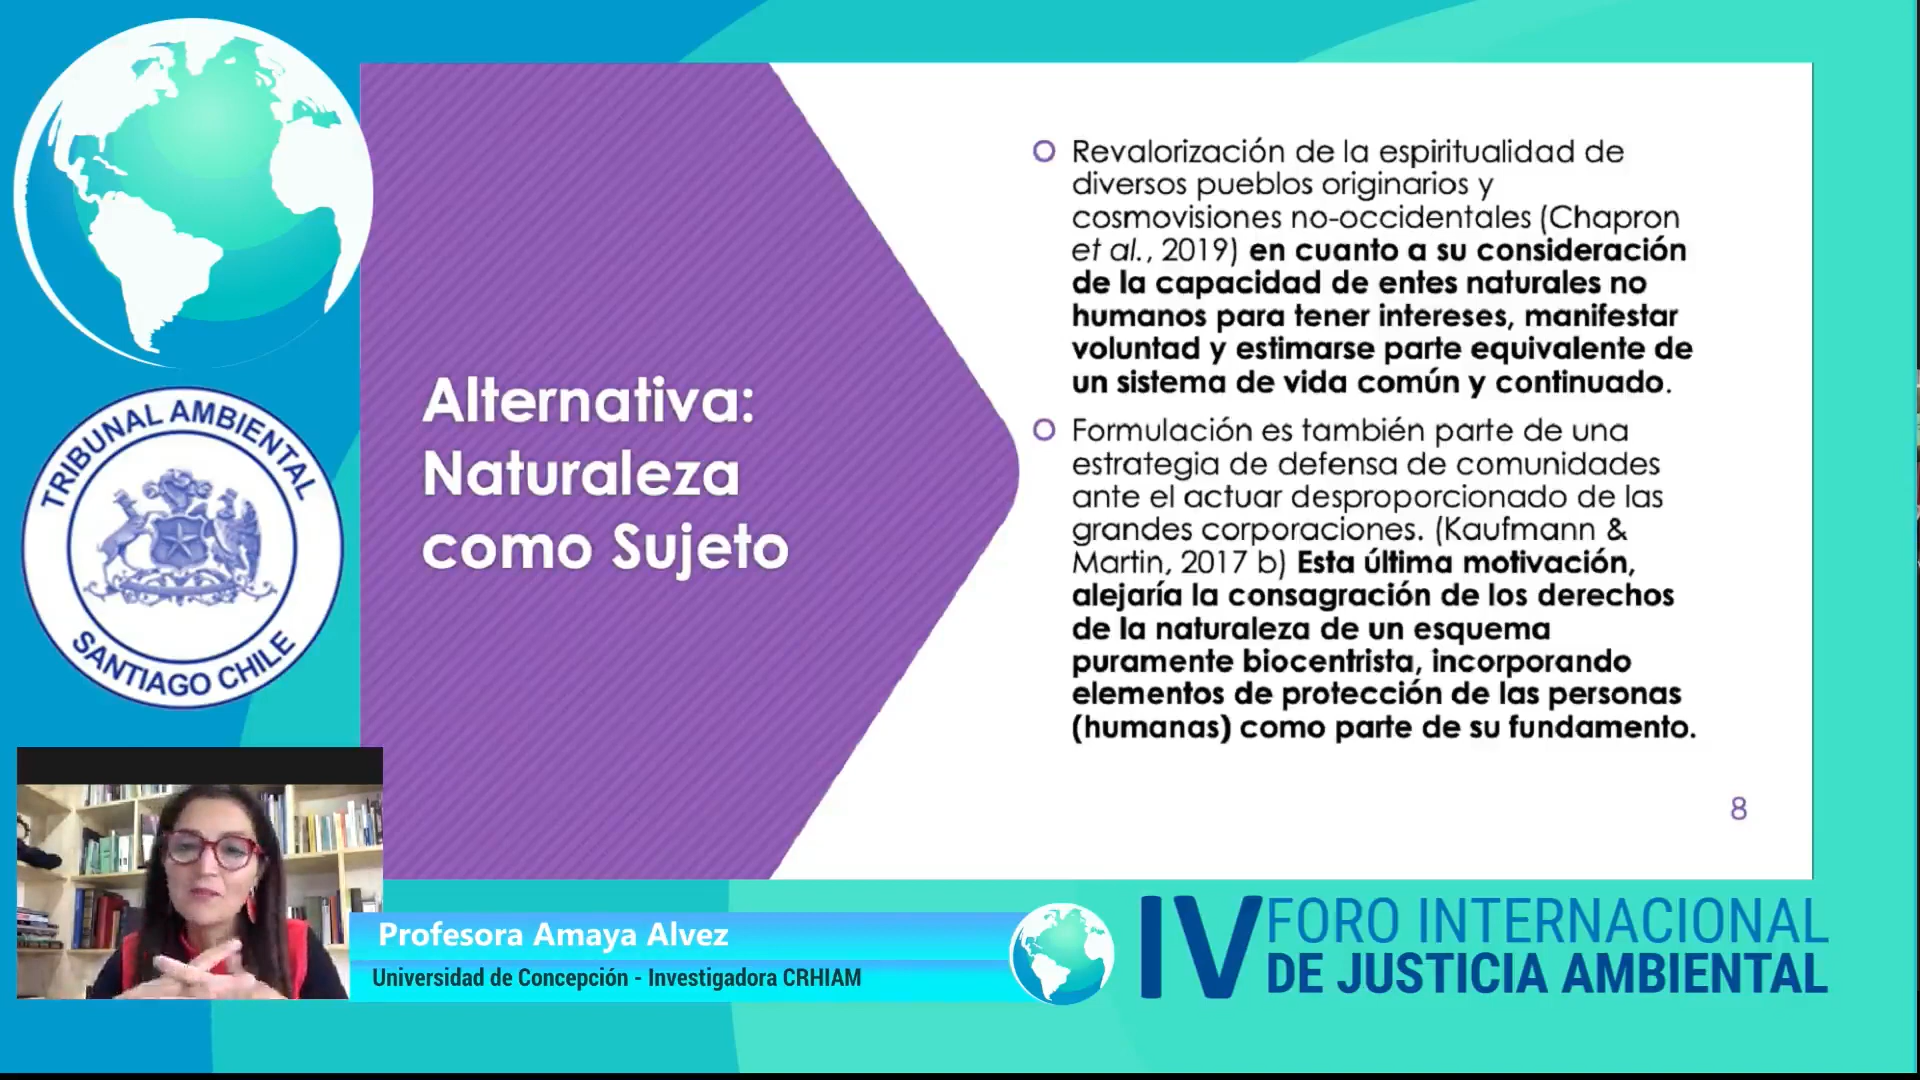 TRIBUNAL AMBIENTAL
SANTIAGO CHILE
Alternativa:
Naturaleza
como Sujeto
Revalorización de la espiritualidad de
diversos pueblos originarios y
cosmovisiones no-occidentales (Chapron
et al., 2019) en cuanto a su consideración
de la capacidad de entes naturales no
humanos para tener intereses, manifestar
voluntad y estimarse parte equivalente de
un sistema de vida común y continuado.
Formulación es también parte de una
estrategia de defensa de comunidades
ante el actuar desproporcionado de las
grandes corporaciones. (Kaufmann &
Martin, 2017 b) Esta última motivación,
alejaría la consagración de los derechos
de la naturaleza de un esquema
puramente biocentrista, incorporando
elementos de protección de las personas
(humanas) como parte de su fundamento.
8
Profesora Amaya Alvez
Universidad de Concepción - Investigadora CRHIAM
IV FORO INTERNACIONAL
DE JUSTICIA AMBIENTAL